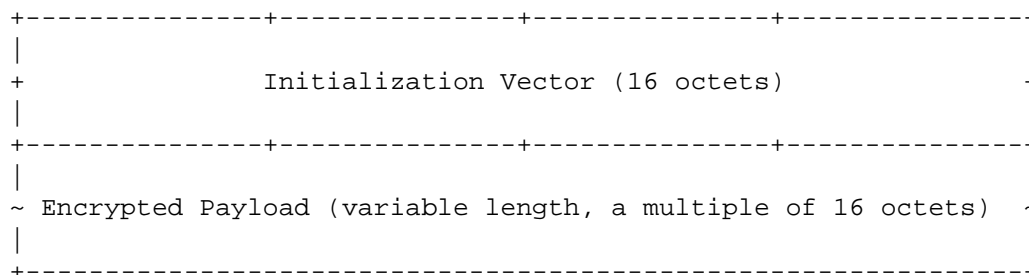 Initialization Vector (16 octets)
Encrypted Payload (variable length, a multiple of 16 octets)